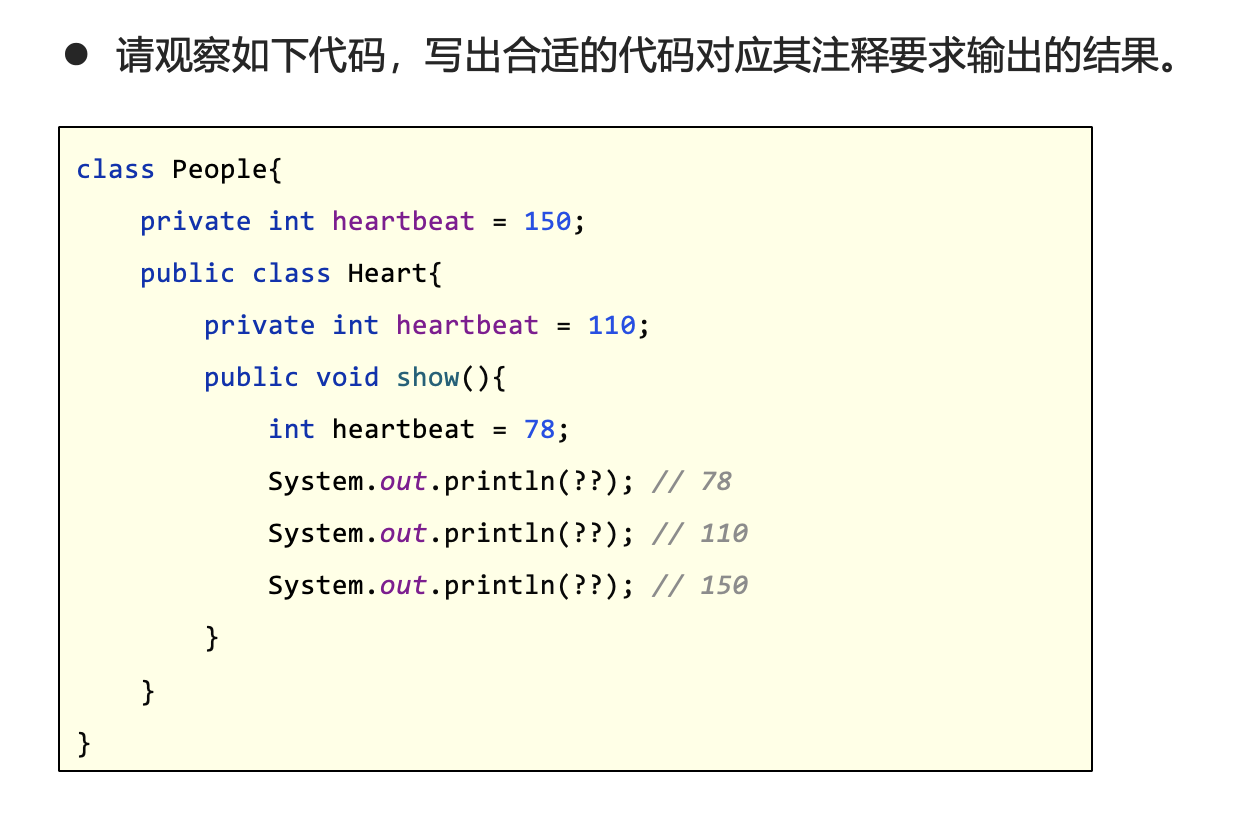 ● 请观察如下代码，写出合适的代码对应其注释要求输出的结果。
class People{
    private int heartbeat = 150;
    public class Heart{
        private int heartbeat = 110;
        public void show(){
            int heartbeat = 78;
            System.out.println(??); // 78
            System.out.println(??); // 110
            System.out.println(??); // 150
        }
    }
}